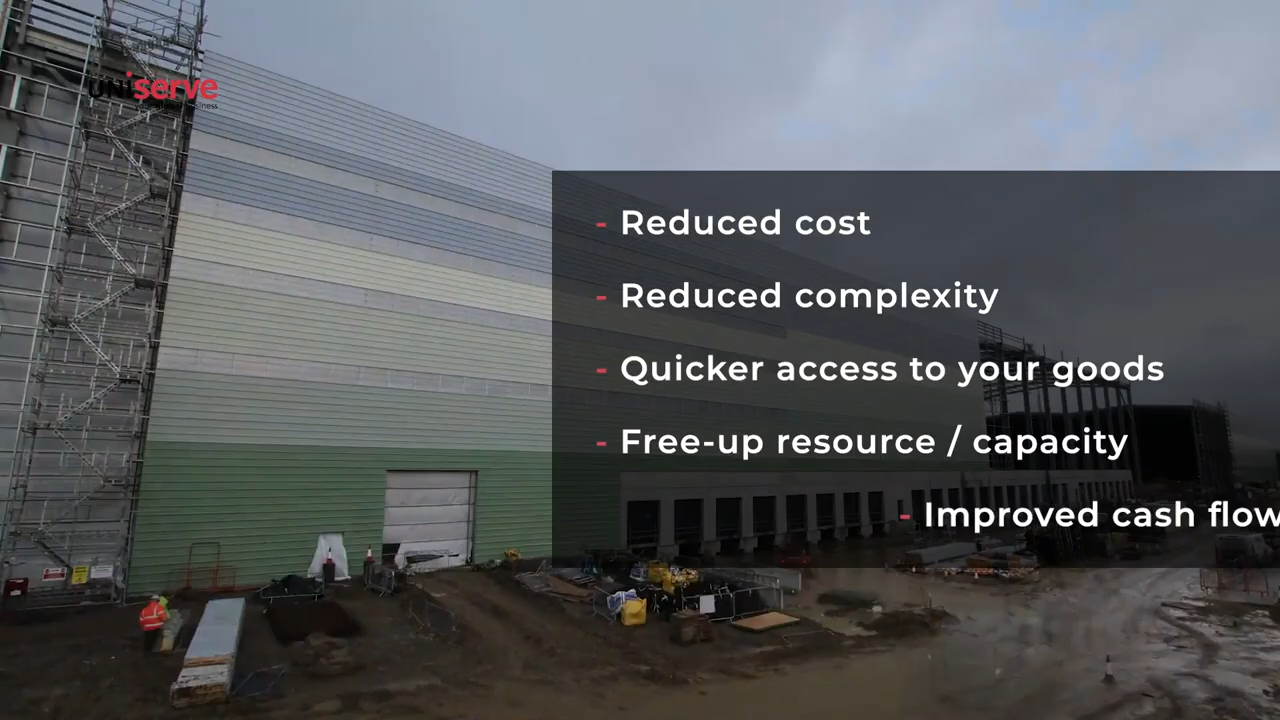 UNiserve
- Reduced cost
- Reduced complexity
- Quicker access to your goods
- Free-up resource / capacity
- Improved cash flow